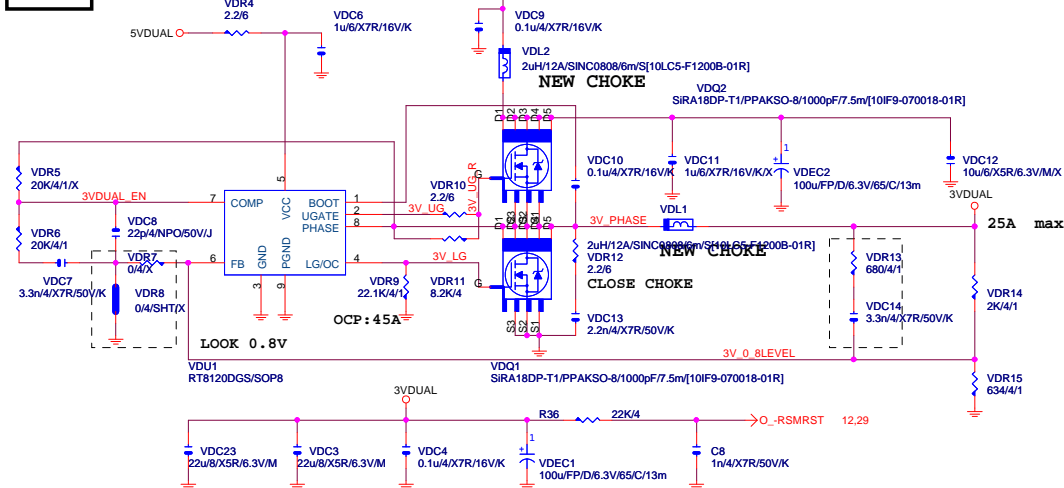 VDR4
2.2/6
5VDUAL
VDC6
1u/6/X7R/16V/K
VDC9
0.1u/4/X7R/16V/K
VDL2
2uH/12A/SINC0808/6m/S[10LC5-F1200B-01R]
NEW CHOKE
VDQ2
SiRA18DP-T1/PPAKSO-8/1000pF/7.5m/[10IF9-070018-01R]
D1
D2
D3
D4
D5
G
VDR5
20K/4/1/X
3VDUAL_EN
VDR6
20K/4/1
VDC8
22p/4/NPO/50V/J
VDC7
3.3n/4/X7R/50V/K
VDR7
0/4/X
VDR8
0/4/SHT/X
LOOK 0.8V
7
COMP
5
VCC
BOOT
1
UGATE
2
PHASE
8
6
FB
GND
3
PGND
9
LG/OC
4
VDU1
RT8120DGS/SOP8
3V_UG
VDR10
2.2/6
3V_UG_R
3V_LG
VDR9
22.1K/4/1
VDR11
8.2K/4
OCP:45A
VDC10
0.1u/4/X7R/16V/K
VDC11
1u/6/X7R/16V/K/X
1
+
VDEC2
100u/FP/D/6.3V/65/C/13m
VDC12
10u/6/X5R/6.3V/M/X
3VDUAL
25A max
3V_PHASE
VDL1
2uH/12A/SINC0808/6m/S[10LC5-F1200B-01R]
NEW CHOKE
VDR12
2.2/6
CLOSE CHOKE
VDC13
2.2n/4/X7R/50V/K
G
S3
S2
S1
VDQ1
SiRA18DP-T1/PPAKSO-8/1000pF/7.5m/[10IF9-070018-01R]
VDR13
680/4/1
VDC14
3.3n/4/X7R/50V/K
VDR14
2K/4/1
3V_0_8LEVEL
VDR15
634/4/1
3VDUAL
VDC23
22u/8/X5R/6.3V/M
VDC3
22u/8/X5R/6.3V/M
VDC4
0.1u/4/X7R/16V/K
1
+
VDEC1
100u/FP/D/6.3V/65/C/13m
R36
22K/4
C8
1n/4/X7R/50V/K
O_-RSMRST 12,29